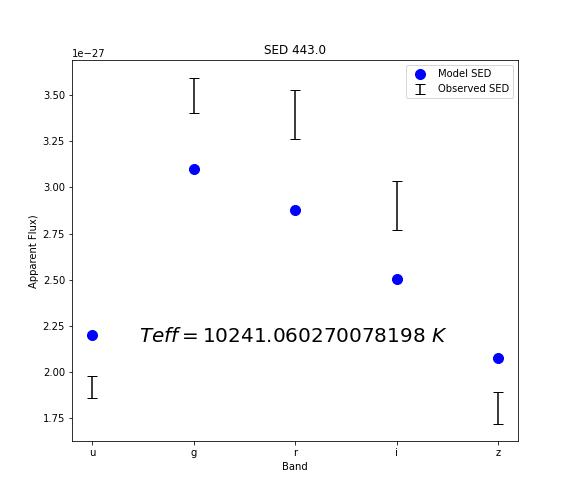 SED 443.0
1e−27
Model SED
Observed SED
3.50
3.25
3.00
2.75
2.50
2.25
2.00
1.75
Apparent Flux)
Teff = 10241.060270078198 K
u g r i z
Band